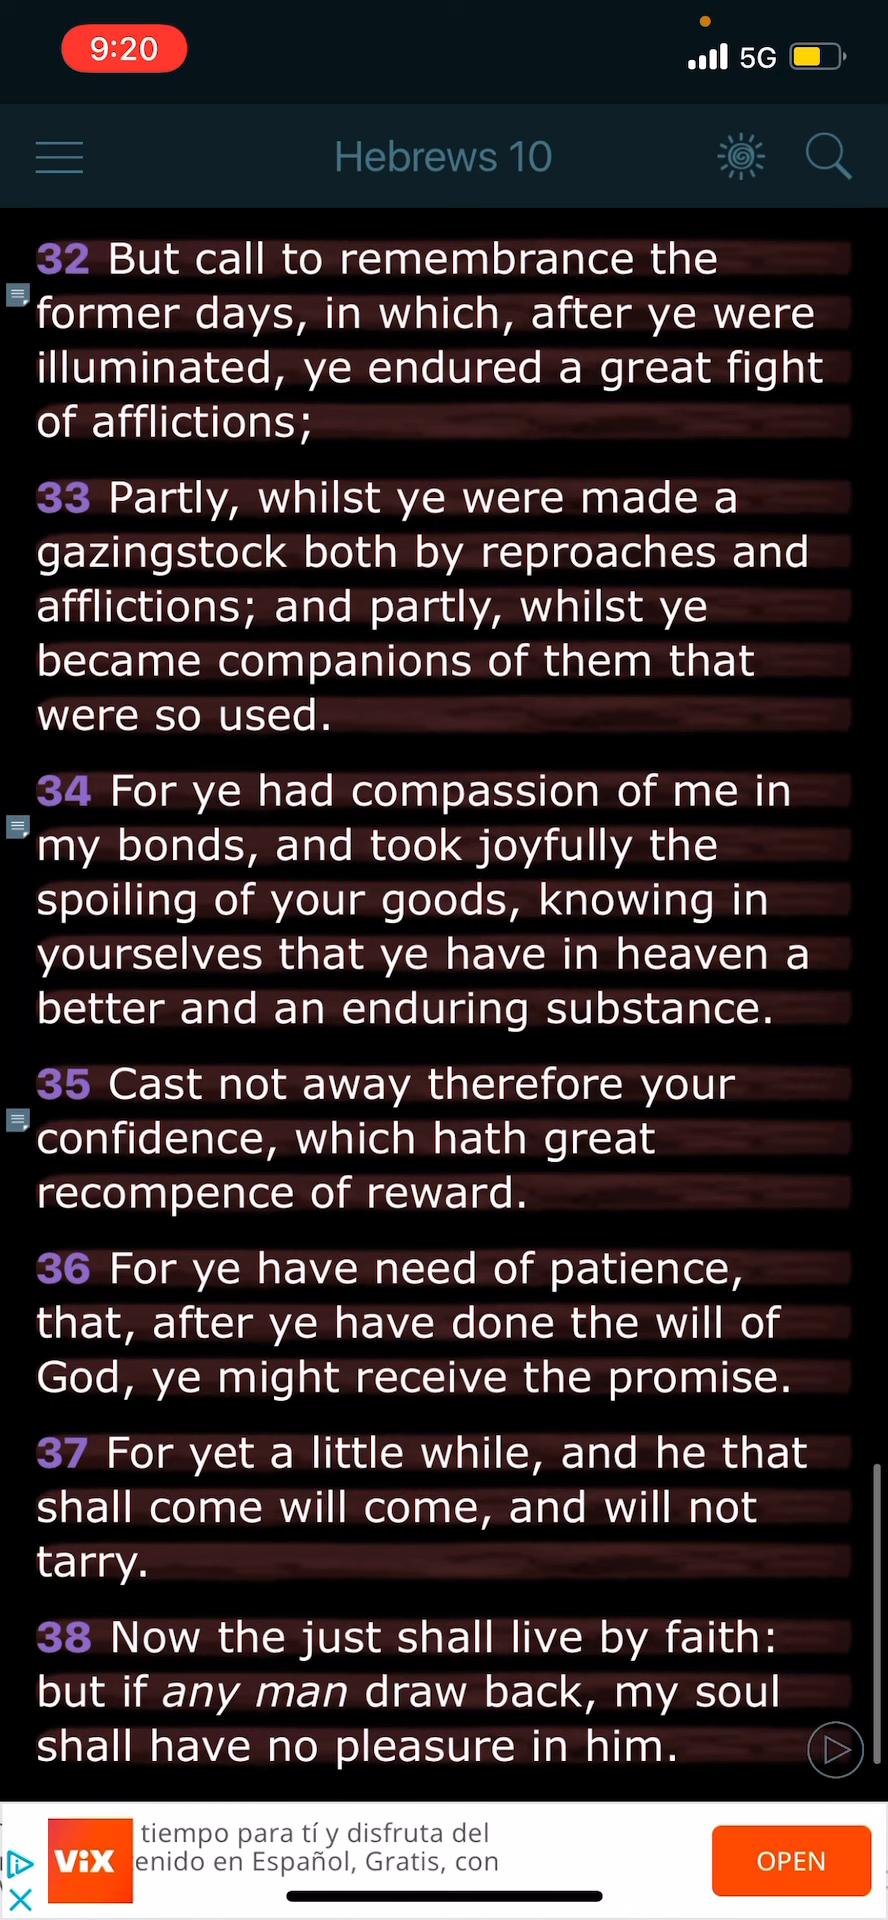 9:20
5G
Hebrews 10
32 But call to remembrance the
former days, in which, after ye were
illuminated, ye endured a great fight
of afflictions;
33 Partly, whilst ye were made a
gazingstock both by reproaches and
afflictions; and partly, whilst ye
became companions of them that
were so used.
34 For ye had compassion of me in
my bonds, and took joyfully the
spoiling of your goods, knowing in
yourselves that ye have in heaven a
better and an enduring substance.
35 Cast not away therefore your
confidence, which hath great
recompence of reward.
36 For ye have need of patience,
that, after ye have done the will of
God, ye might receive the promise.
37 For yet a little while, and he that
shall come will come, and will not
tarry.
38 Now the just shall live by faith:
but if any man draw back, my soul
shall have no pleasure in him.
ViX
tiempo para tí y disfruta del
enido en Español, Gratis, con
OPEN